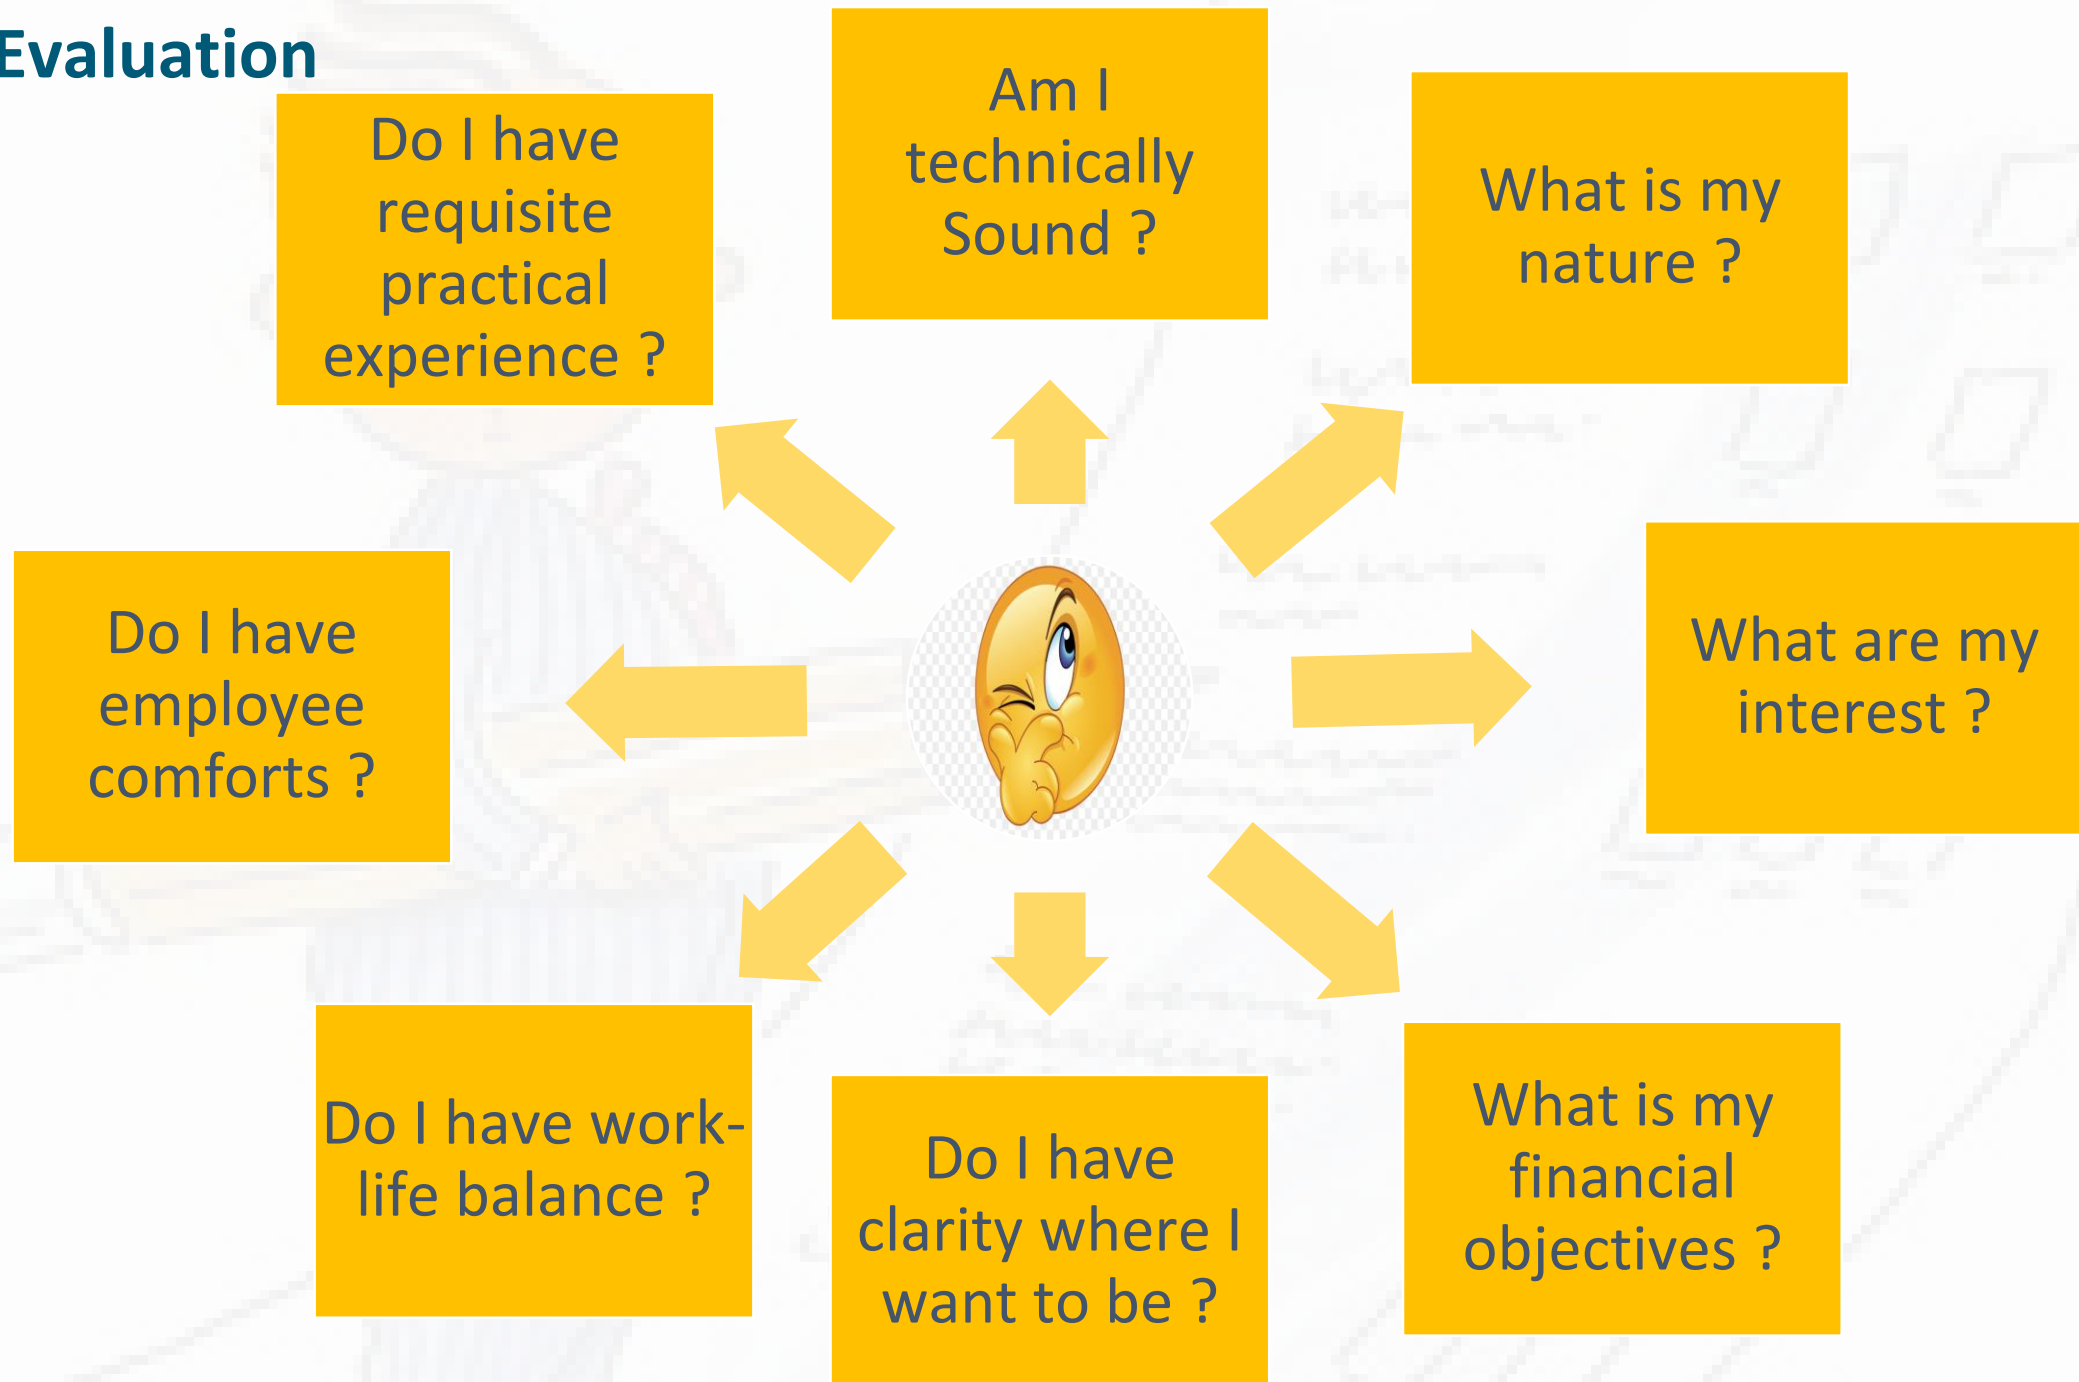 Evaluation
Am I
technically
Sound ?
What is my
nature ?
What are my
interest ?
What is my
financial
objectives ?
Do I have
clarity where I
want to be ?
Do I have work-
life balance ?
Do I have
employee
comforts ?
Do I have
requisite
practical
experience ?